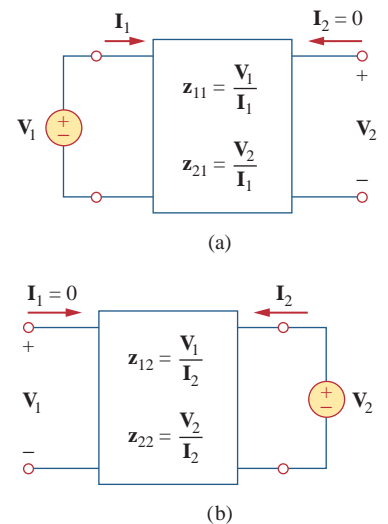 I₁ I₂ = 0
z₁₁ = V₁/I₁
+
V₁ + − V₂
z₂₁ = V₂/I₁
−
(a)
I₁ = 0 I₂
+
z₁₂ = V₁/I₂
V₁ + − V₂
z₂₂ = V₂/I₂
−
(b)